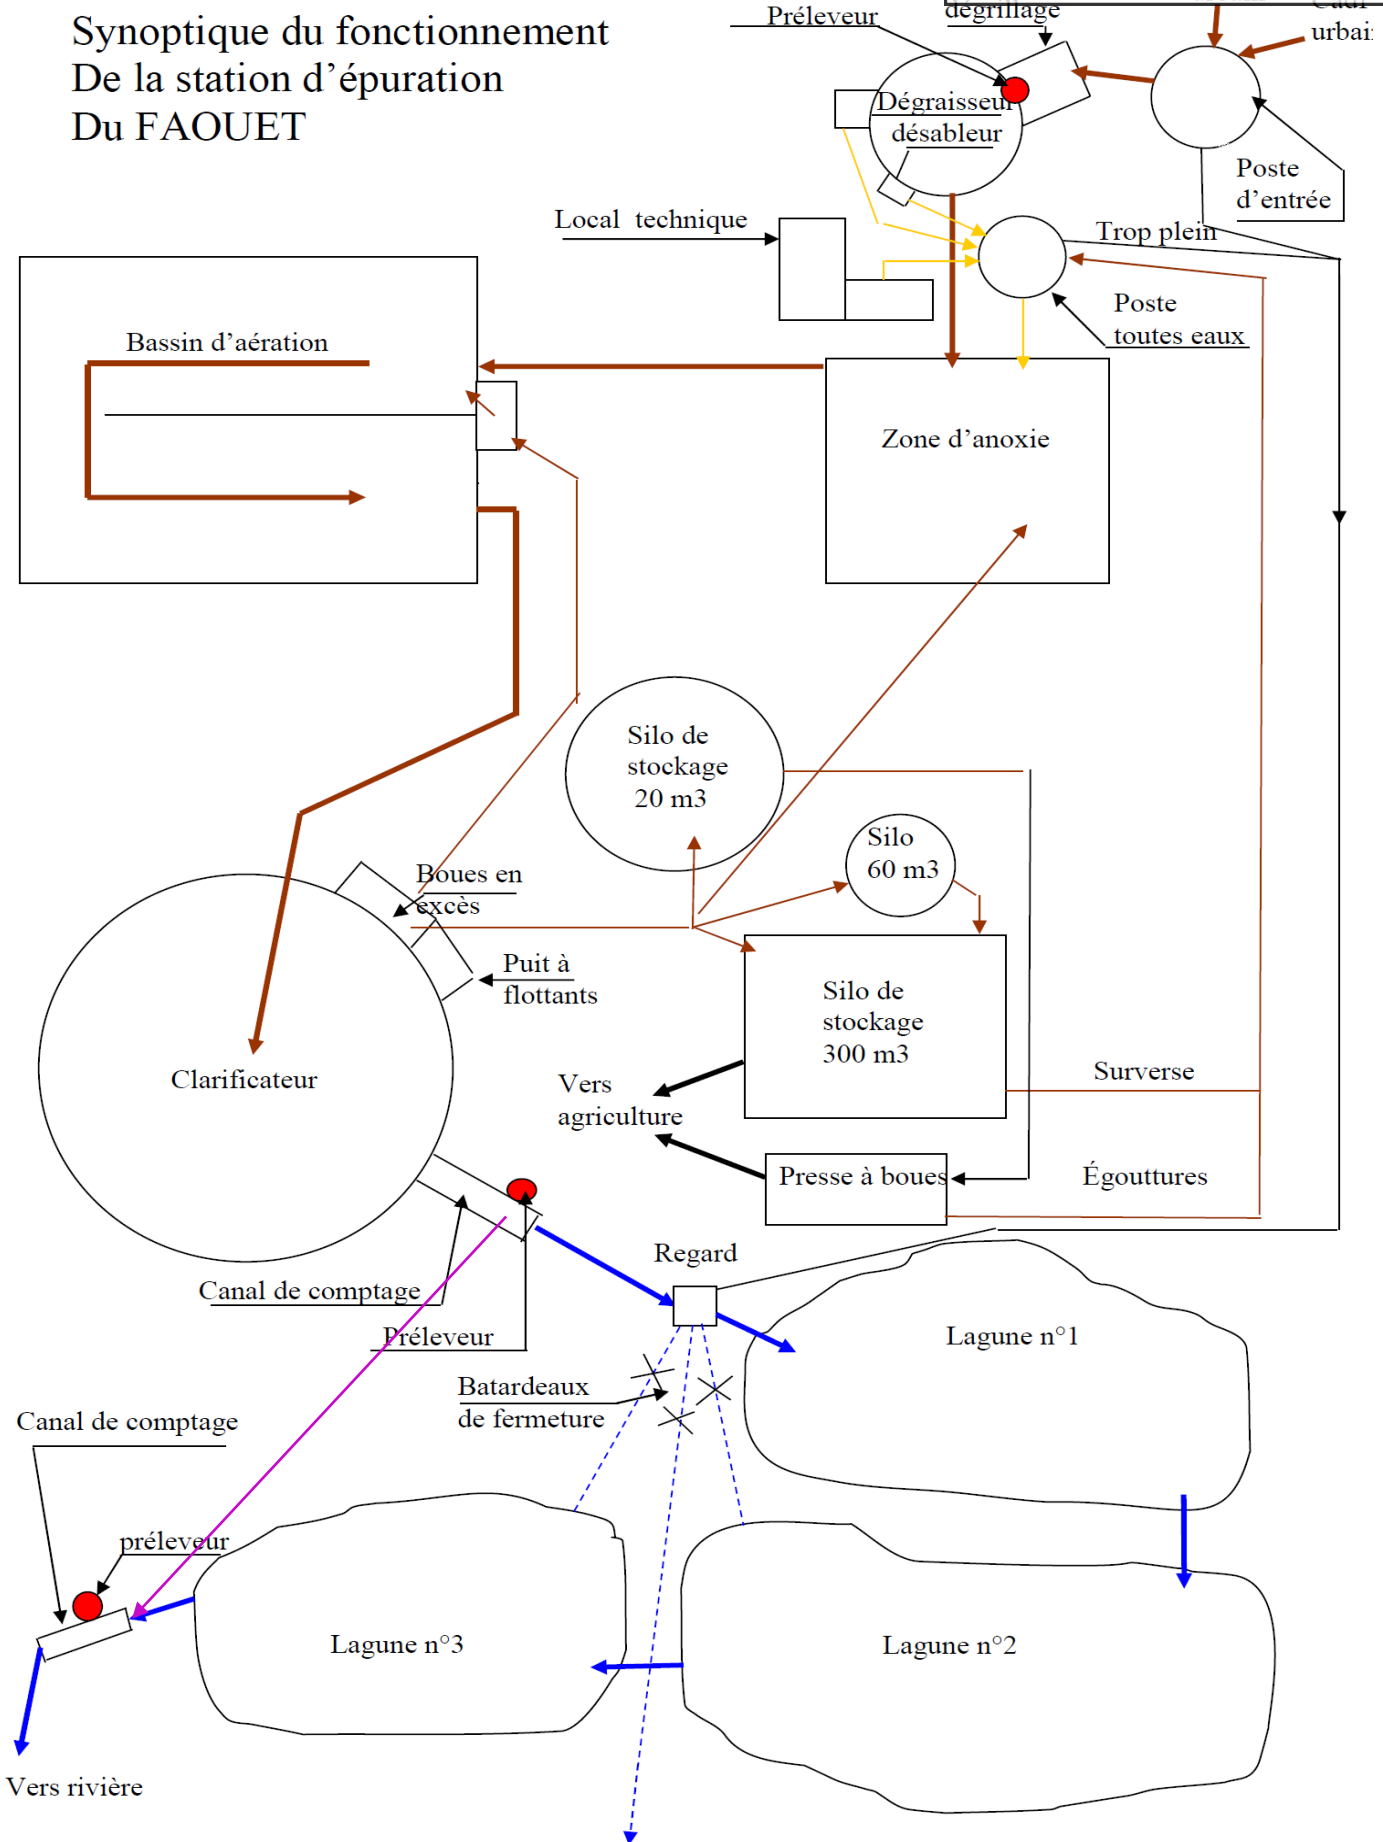 Synoptique du fonctionnement
De la station d'épuration
Du FAOUET
Préleveur
dégrillage
Dégraisseur
désableur
Poste
d'entrée
Local technique
Trop plein
Poste
toutes eaux
Bassin d'aération
Zone d'anoxie
Silo de
stockage
20 m3
Silo
60 m3
Boues en
excès
Puit à
flottants
Silo de
stockage
300 m3
Clarificateur
Vers
agriculture
Surverse
Presse à boues
Égouttures
Regard
Canal de comptage
Préleveur
Lagune n°1
Batardeaux
de fermeture
Canal de comptage
préleveur
Lagune n°3
Lagune n°2
Vers rivière